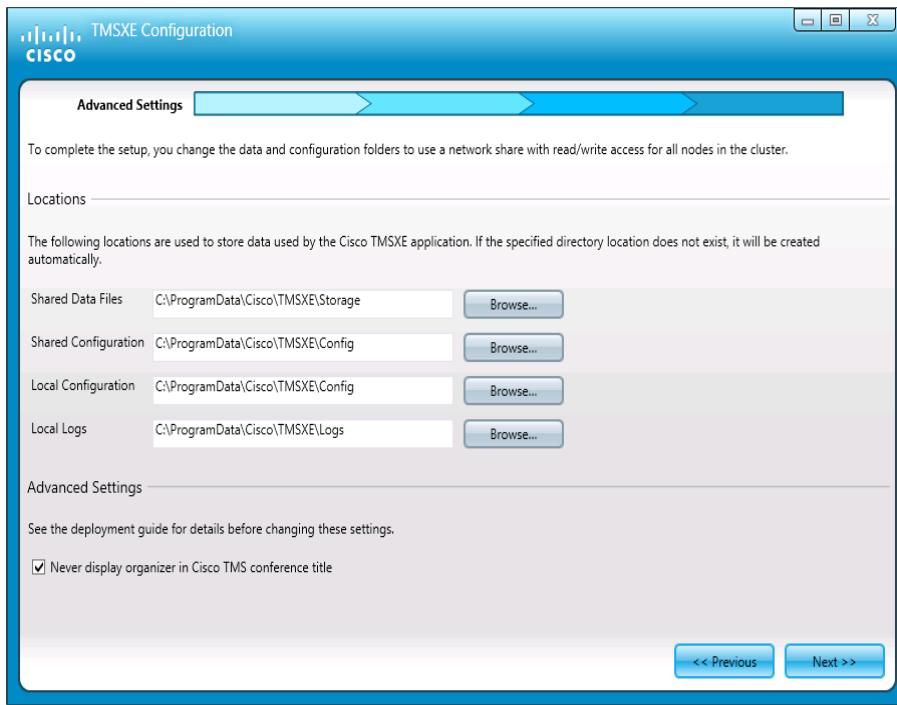 TMSXE Configuration
CISCO
Advanced Settings
To complete the setup, you change the data and configuration folders to use a network share with read/write access for all nodes in the cluster.
Locations
The following locations are used to store data used by the Cisco TMSXE application. If the specified directory location does not exist, it will be created
automatically.
Shared Data Files C:\ProgramData\Cisco\TMSXE\Storage Browse...
Shared Configuration C:\ProgramData\Cisco\TMSXE\Config Browse...
Local Configuration C:\ProgramData\Cisco\TMSXE\Config Browse...
Local Logs C:\ProgramData\Cisco\TMSXE\Logs Browse...
Advanced Settings
See the deployment guide for details before changing these settings.
Never display organizer in Cisco TMS conference title
<< Previous Next >>